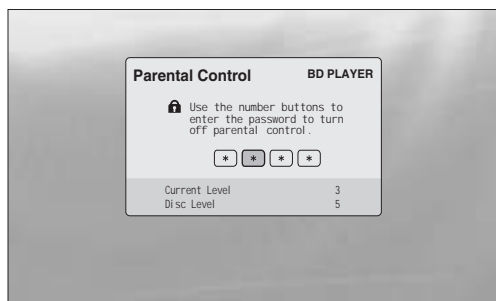 Parental Control BD PLAYER
Use the number buttons to
enter the password to turn
off parental control.
* * * *
Current Level 3
Disc Level 5